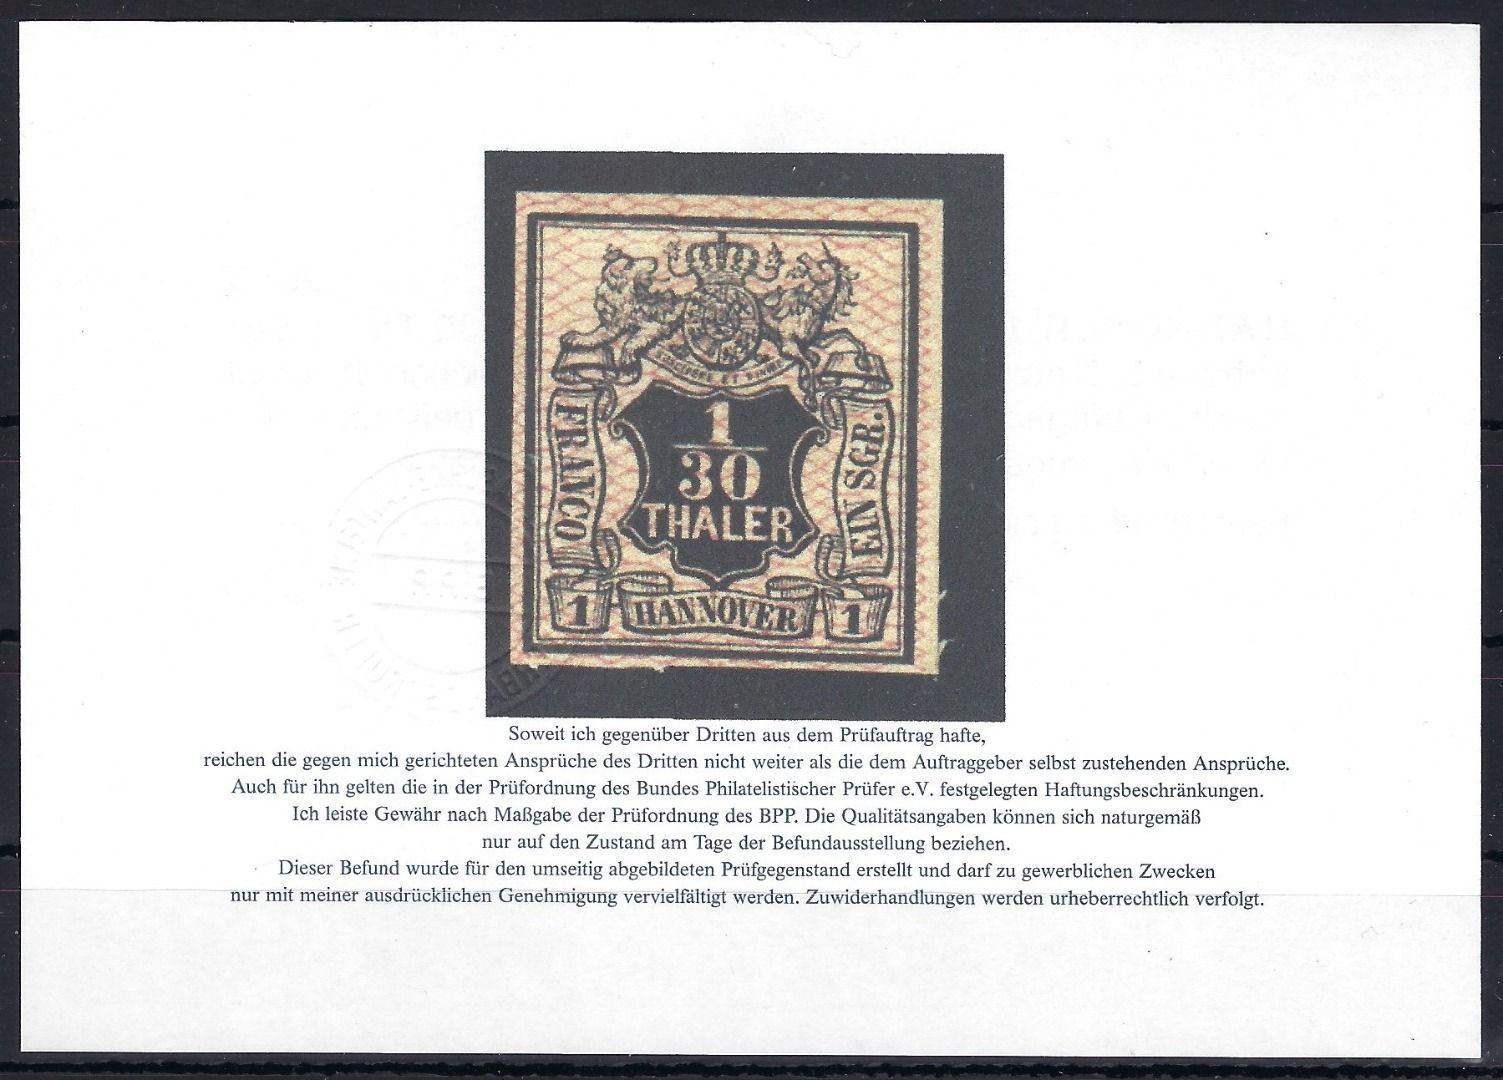 FRANCO
1
30
THALER
EIN SGR.
1 HANNOVER 1
Soweit ich gegenüber Dritten aus dem Prüfauftrag hafte,
reichen die gegen mich gerichteten Ansprüche des Dritten nicht weiter als die dem Auftraggeber selbst zustehenden Ansprüche.
Auch für ihn gelten die in der Prüfordnung des Bundes Philatelistischer Prüfer e.V. festgelegten Haftungsbeschränkungen.
Ich leiste Gewähr nach Maßgabe der Prüfordnung des BPP. Die Qualitätsangaben können sich naturgemäß
nur auf den Zustand am Tage der Befundausstellung beziehen.
Dieser Befund wurde für den umseitig abgebildeten Prüfgegenstand erstellt und darf zu gewerblichen Zwecken
nur mit meiner ausdrücklichen Genehmigung vervielfältigt werden. Zuwiderhandlungen werden urheberrechtlich verfolgt.